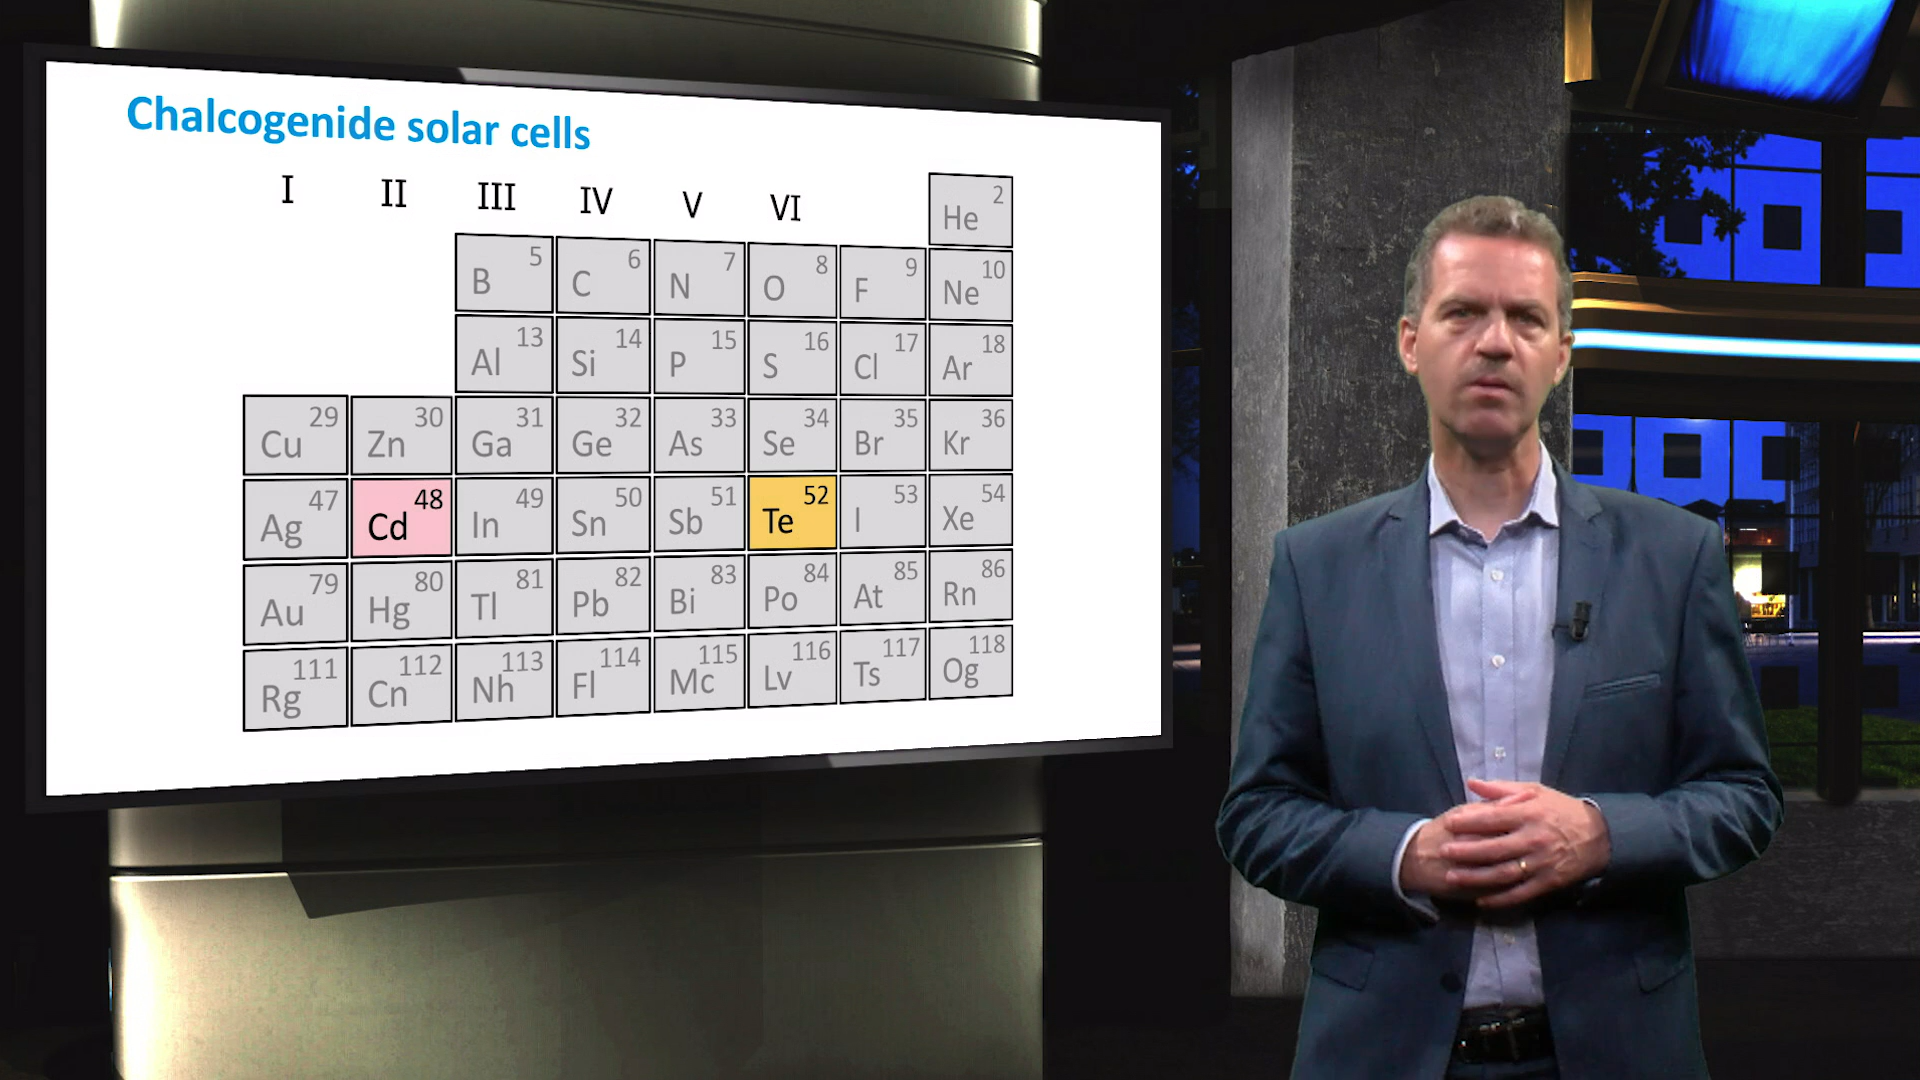 Chalcogenide solar cells
I II III IV V VI
2
He
5 6 7 8 9 10
B C N O F Ne
13 14 15 16 17 18
Al Si P S Cl Ar
29 30 31 32 33 34 35 36
Cu Zn Ga Ge As Se Br Kr
47 48 49 50 51 52 53 54
Ag Cd In Sn Sb Te I Xe
79 80 81 82 83 84 85 86
Au Hg Tl Pb Bi Po At Rn
111 112 113 114 115 116 117 118
Rg Cn Nh Fl Mc Lv Ts Og